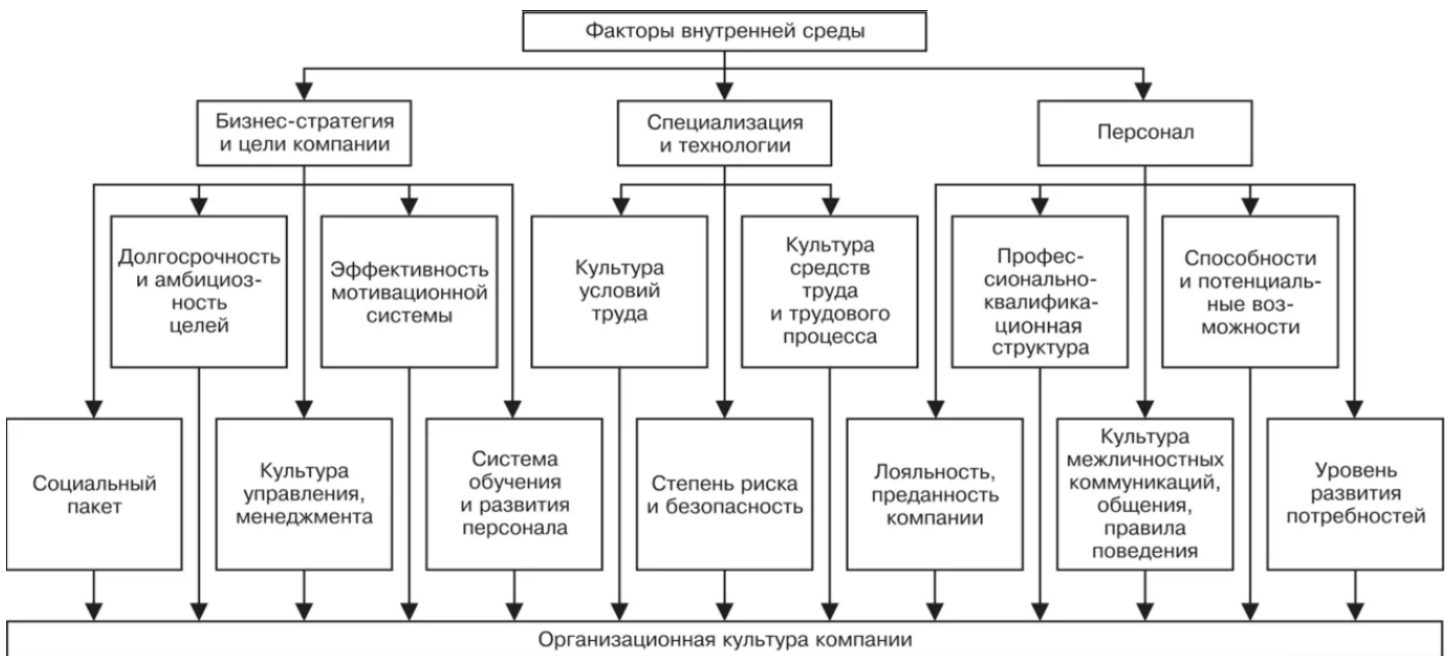 Факторы внутренней среды
Бизнес-стратегия
и цели компании
Специализация
и технологии
Персонал
Долгосрочность
и амбициоз-
ность
целей
Эффективность
мотивационной
системы
Культура
условий
труда
Культура
средств
труда
и трудового
процесса
Профес-
сионально-
квалифика-
ционная
структура
Способности
и потенциаль-
ные воз-
можности
Социальный
пакет
Культура
управления,
менеджмента
Система
обучения
и развития
персонала
Степень риска
и безопасность
Лояльность,
преданность
компании
Культура
межличностных
коммуникаций,
общения,
правила
поведения
Уровень
развития
потребностей
Организационная культура компании